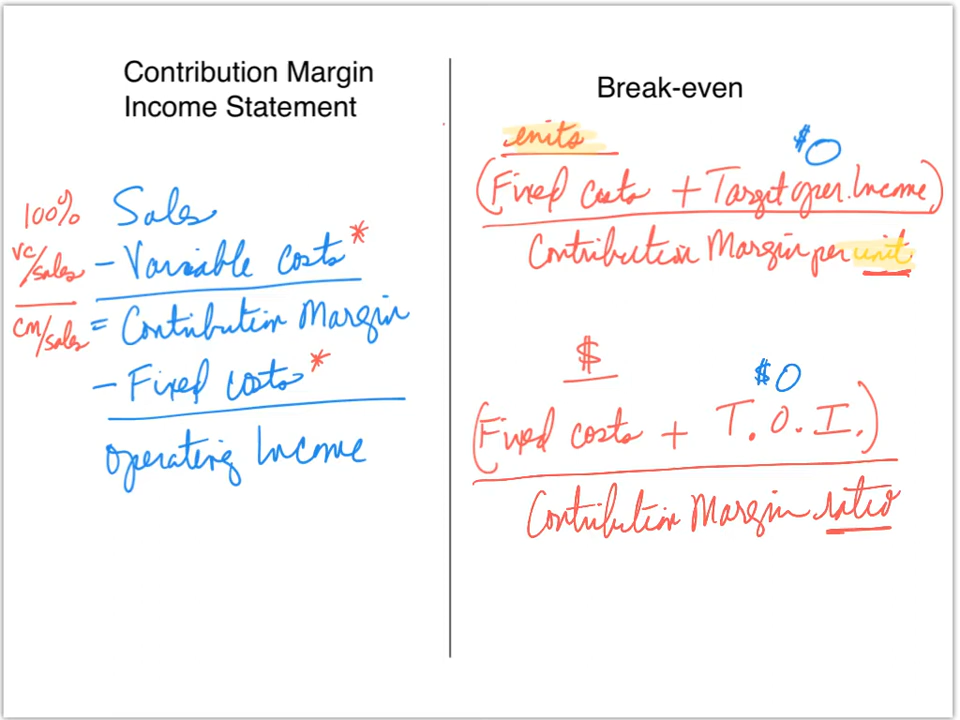 Contribution Margin
Income Statement
100% Sales
VC/sales - Variable costs*
CM/sales = Contribution Margin
- Fixed costs*
operating Income
Break-even
units
$0
(Fixed costs + Target oper. Income)
Contribution Margin per unit
$
$0
(Fixed costs + T.O.I.)
Contribution Margin ratio